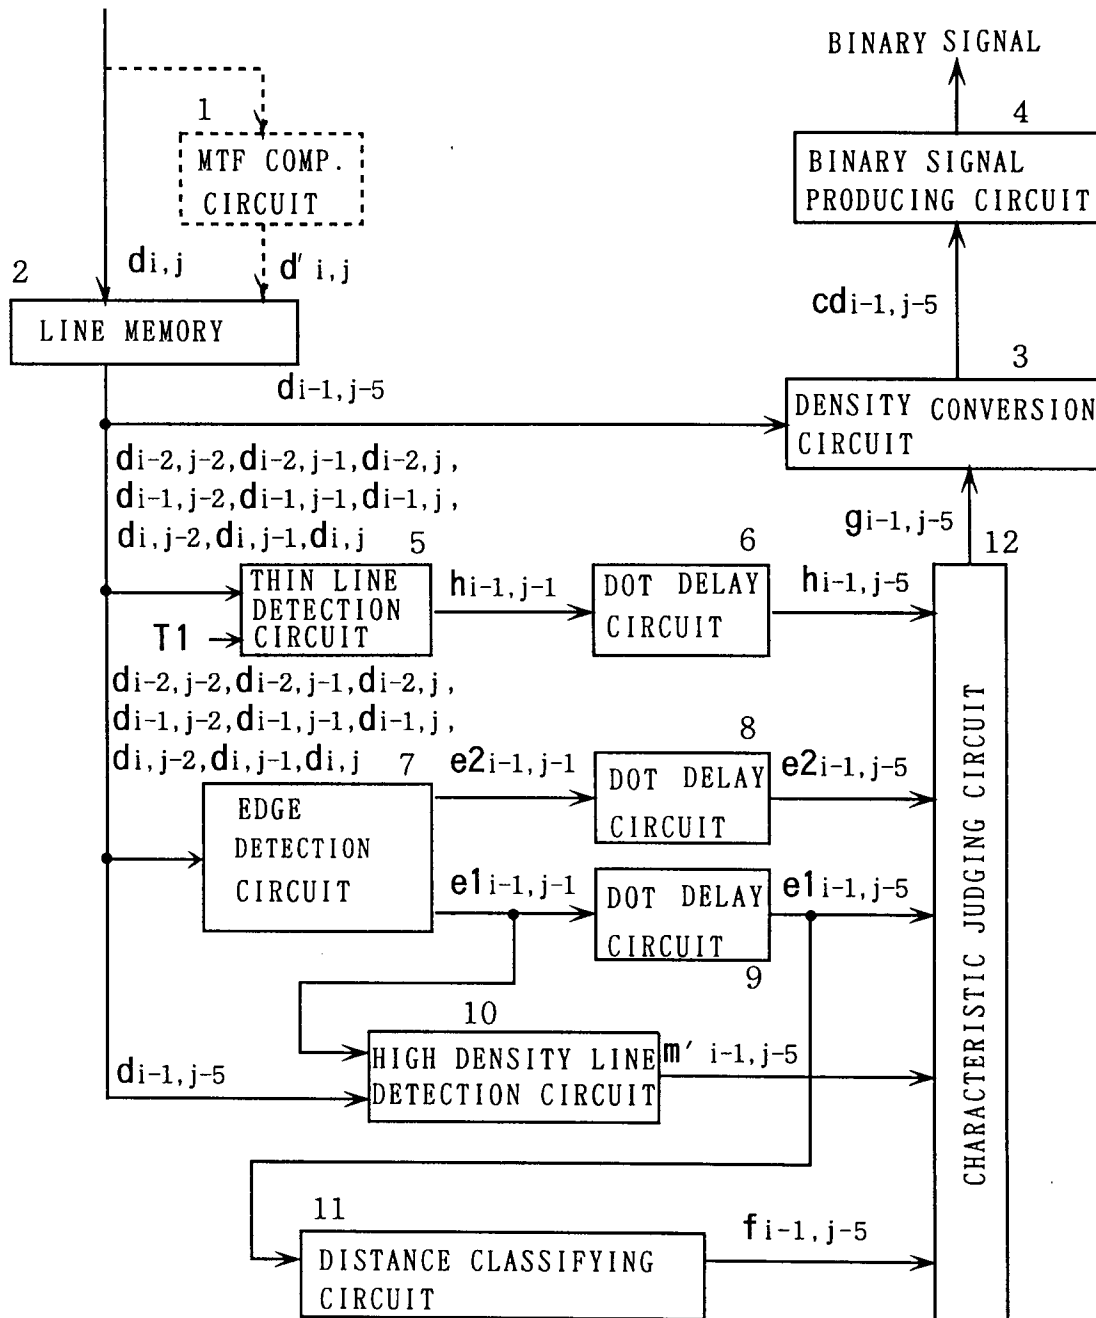 BINARY SIGNAL
1
4
MTF COMP.
CIRCUIT
BINARY SIGNAL
PRODUCING CIRCUIT
2
di,j
d' i,j
cdi-1,j-5
LINE MEMORY
3
di-1,j-5
DENSITY CONVERSION
CIRCUIT
di-2,j-2,di-2,j-1,di-2,j,
di-1,j-2,di-1,j-1,di-1,j,
di,j-2,di,j-1,di,j
gi-1,j-5
5
6
12
THIN LINE
DETECTION
CIRCUIT
T1
hi-1,j-1
DOT DELAY
CIRCUIT
hi-1,j-5
di-2,j-2,di-2,j-1,di-2,j,
di-1,j-2,di-1,j-1,di-1,j,
di,j-2,di,j-1,di,j
7
8
EDGE
DETECTION
CIRCUIT
e2i-1,j-1
DOT DELAY
CIRCUIT
e2i-1,j-5
e1i-1,j-1
DOT DELAY
CIRCUIT
e1i-1,j-5
9
10
HIGH DENSITY LINE
DETECTION CIRCUIT
m' i-1,j-5
di-1,j-5
CHARACTERISTIC JUDGING CIRCUIT
11
DISTANCE CLASSIFYING
CIRCUIT
fi-1,j-5